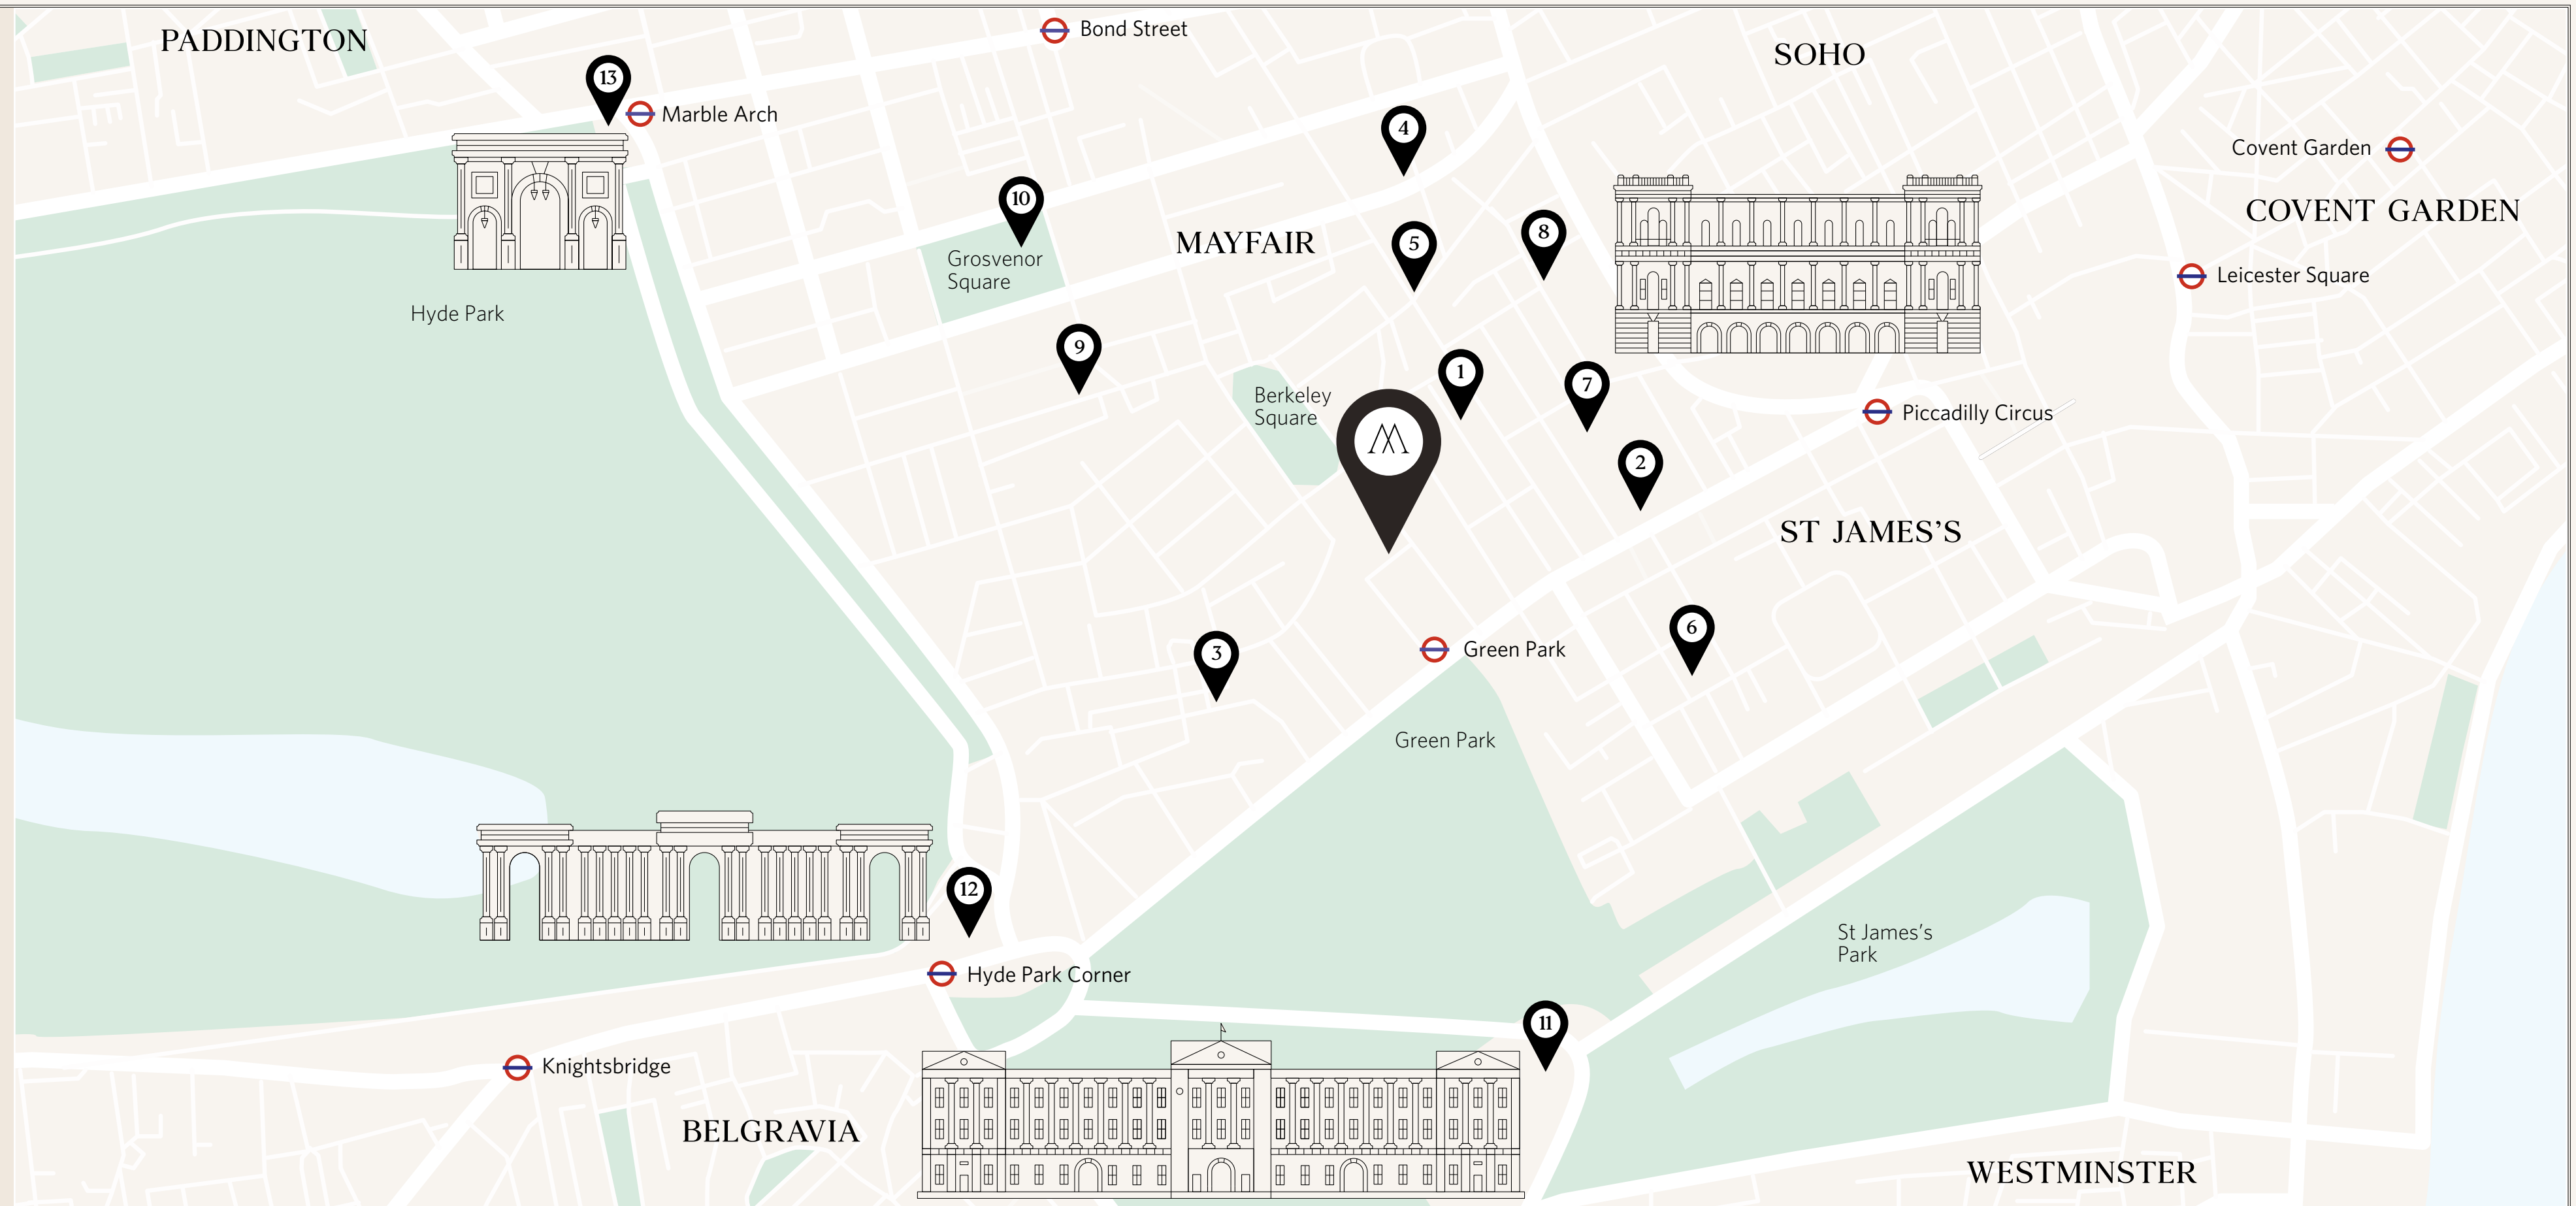 Bond Street
PADDINGTON
SOHO
13
Marble Arch
4
Covent Garden
10
COVENT GARDEN
8
MAYFAIR
5
Grosvenor
Square
Leicester Square
Hyde Park
9
1
7
Berkeley
Square
Piccadilly Circus
2
ST JAMES’S
6
3
Green Park
Green Park
12
St James’s
Park
Hyde Park Corner
11
Knightsbridge
BELGRAVIA
WESTMINSTER